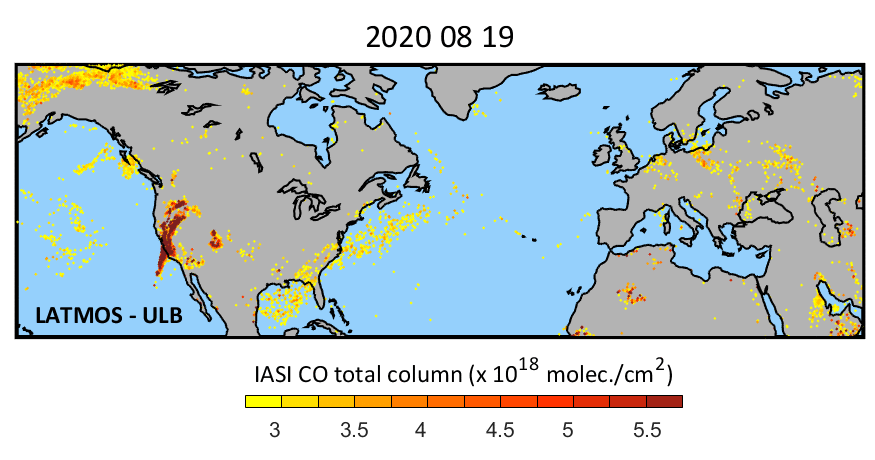 2020 08 19
LATMOS - ULB
IASI CO total column (x 10^18 molec./cm^2)
3 3.5 4 4.5 5 5.5